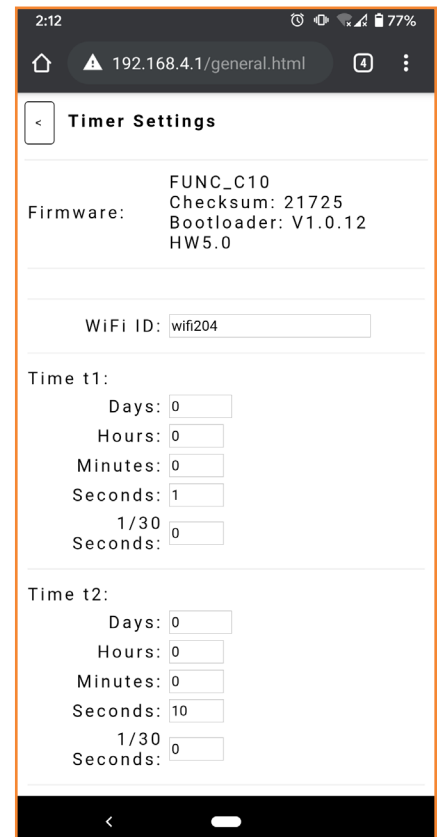 2:12 77%
192.168.4.1/general.html 4
< Timer Settings
Firmware:
FUNC_C10
Checksum: 21725
Bootloader: V1.0.12
HW5.0
WiFi ID: wifi204
Time t1:
Days: 0
Hours: 0
Minutes: 0
Seconds: 1
1/30
Seconds: 0
Time t2:
Days: 0
Hours: 0
Minutes: 0
Seconds: 10
1/30
Seconds: 0